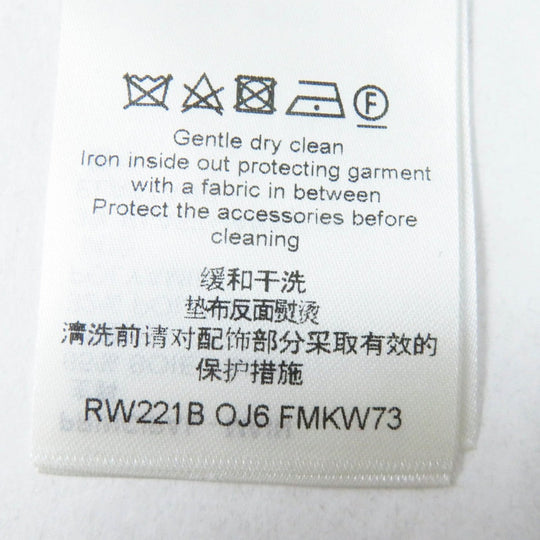 F
Gentle dry clean
Iron inside out protecting garment
with a fabric in between
Protect the accessories before
cleaning
缓和干洗
垫布反面熨烫
清洗前请对配饰部分采取有效的
保护措施
RW221B OJ6 FMKW73